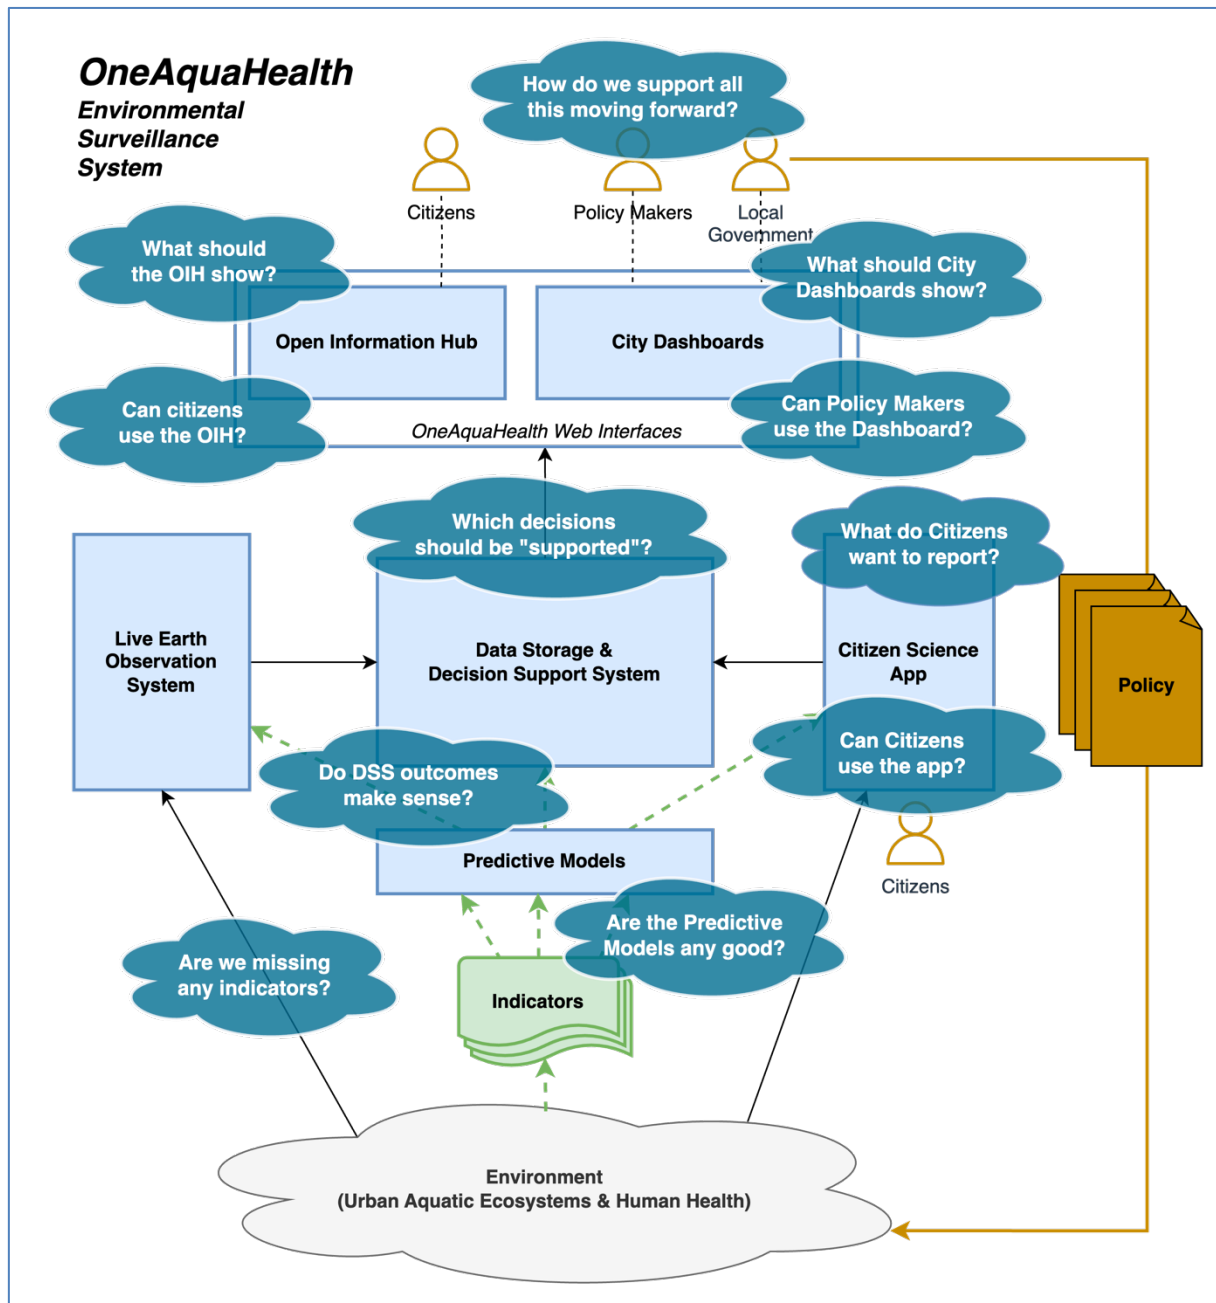 OneAquaHealth
Environmental
Surveillance
System
How do we support all
this moving forward?
Citizens
Policy Makers
Local
Government
What should
the OIH show?
What should City
Dashboards show?
Open Information Hub
City Dashboards
Can citizens
use the OIH?
Can Policy Makers
use the Dashboard?
OneAquaHealth Web Interfaces
Which decisions
should be "supported"?
What do Citizens
want to report?
Live Earth
Observation
System
Data Storage &
Decision Support System
Citizen Science
App
Policy
Do DSS outcomes
make sense?
Can Citizens
use the app?
Predictive Models
Citizens
Are we missing
any indicators?
Are the Predictive
Models any good?
Indicators
Environment
(Urban Aquatic Ecosystems & Human Health)